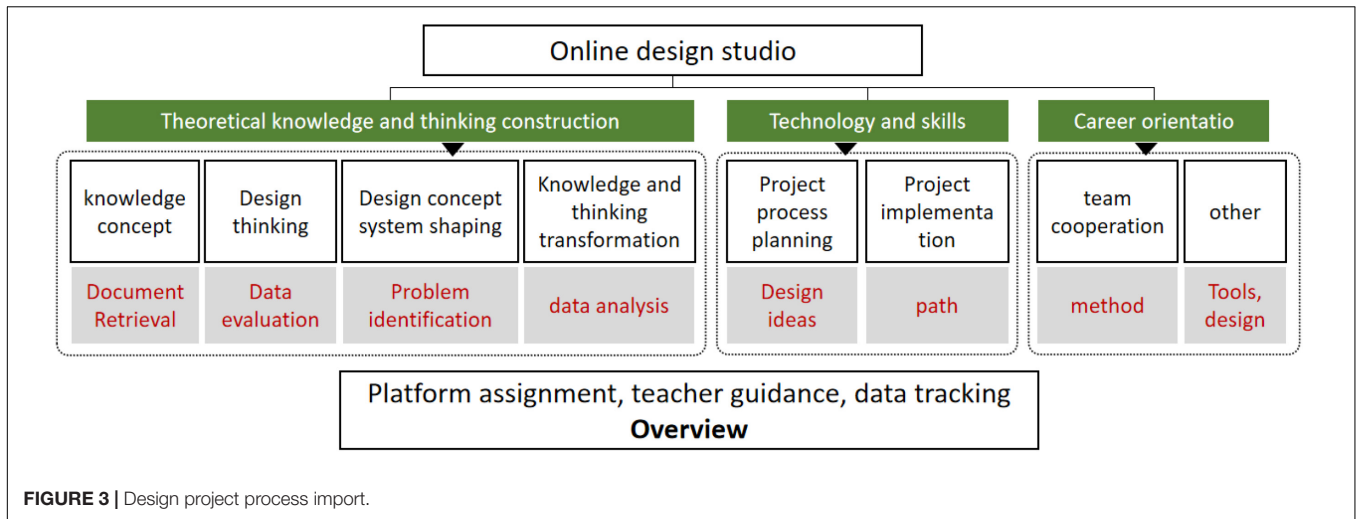 Online design studio
Theoretical knowledge and thinking construction
Technology and skills
Career orientatio
knowledge
concept
Design
thinking
Design concept
system shaping
Knowledge and
thinking
transformation
Project
process
planning
Project
implementa
tion
team
cooperation
other
Document
Retrieval
Data
evaluation
Problem
identification
data analysis
Design
ideas
path
method
Tools,
design
Platform assignment, teacher guidance, data tracking
Overview
FIGURE 3 | Design project process import.